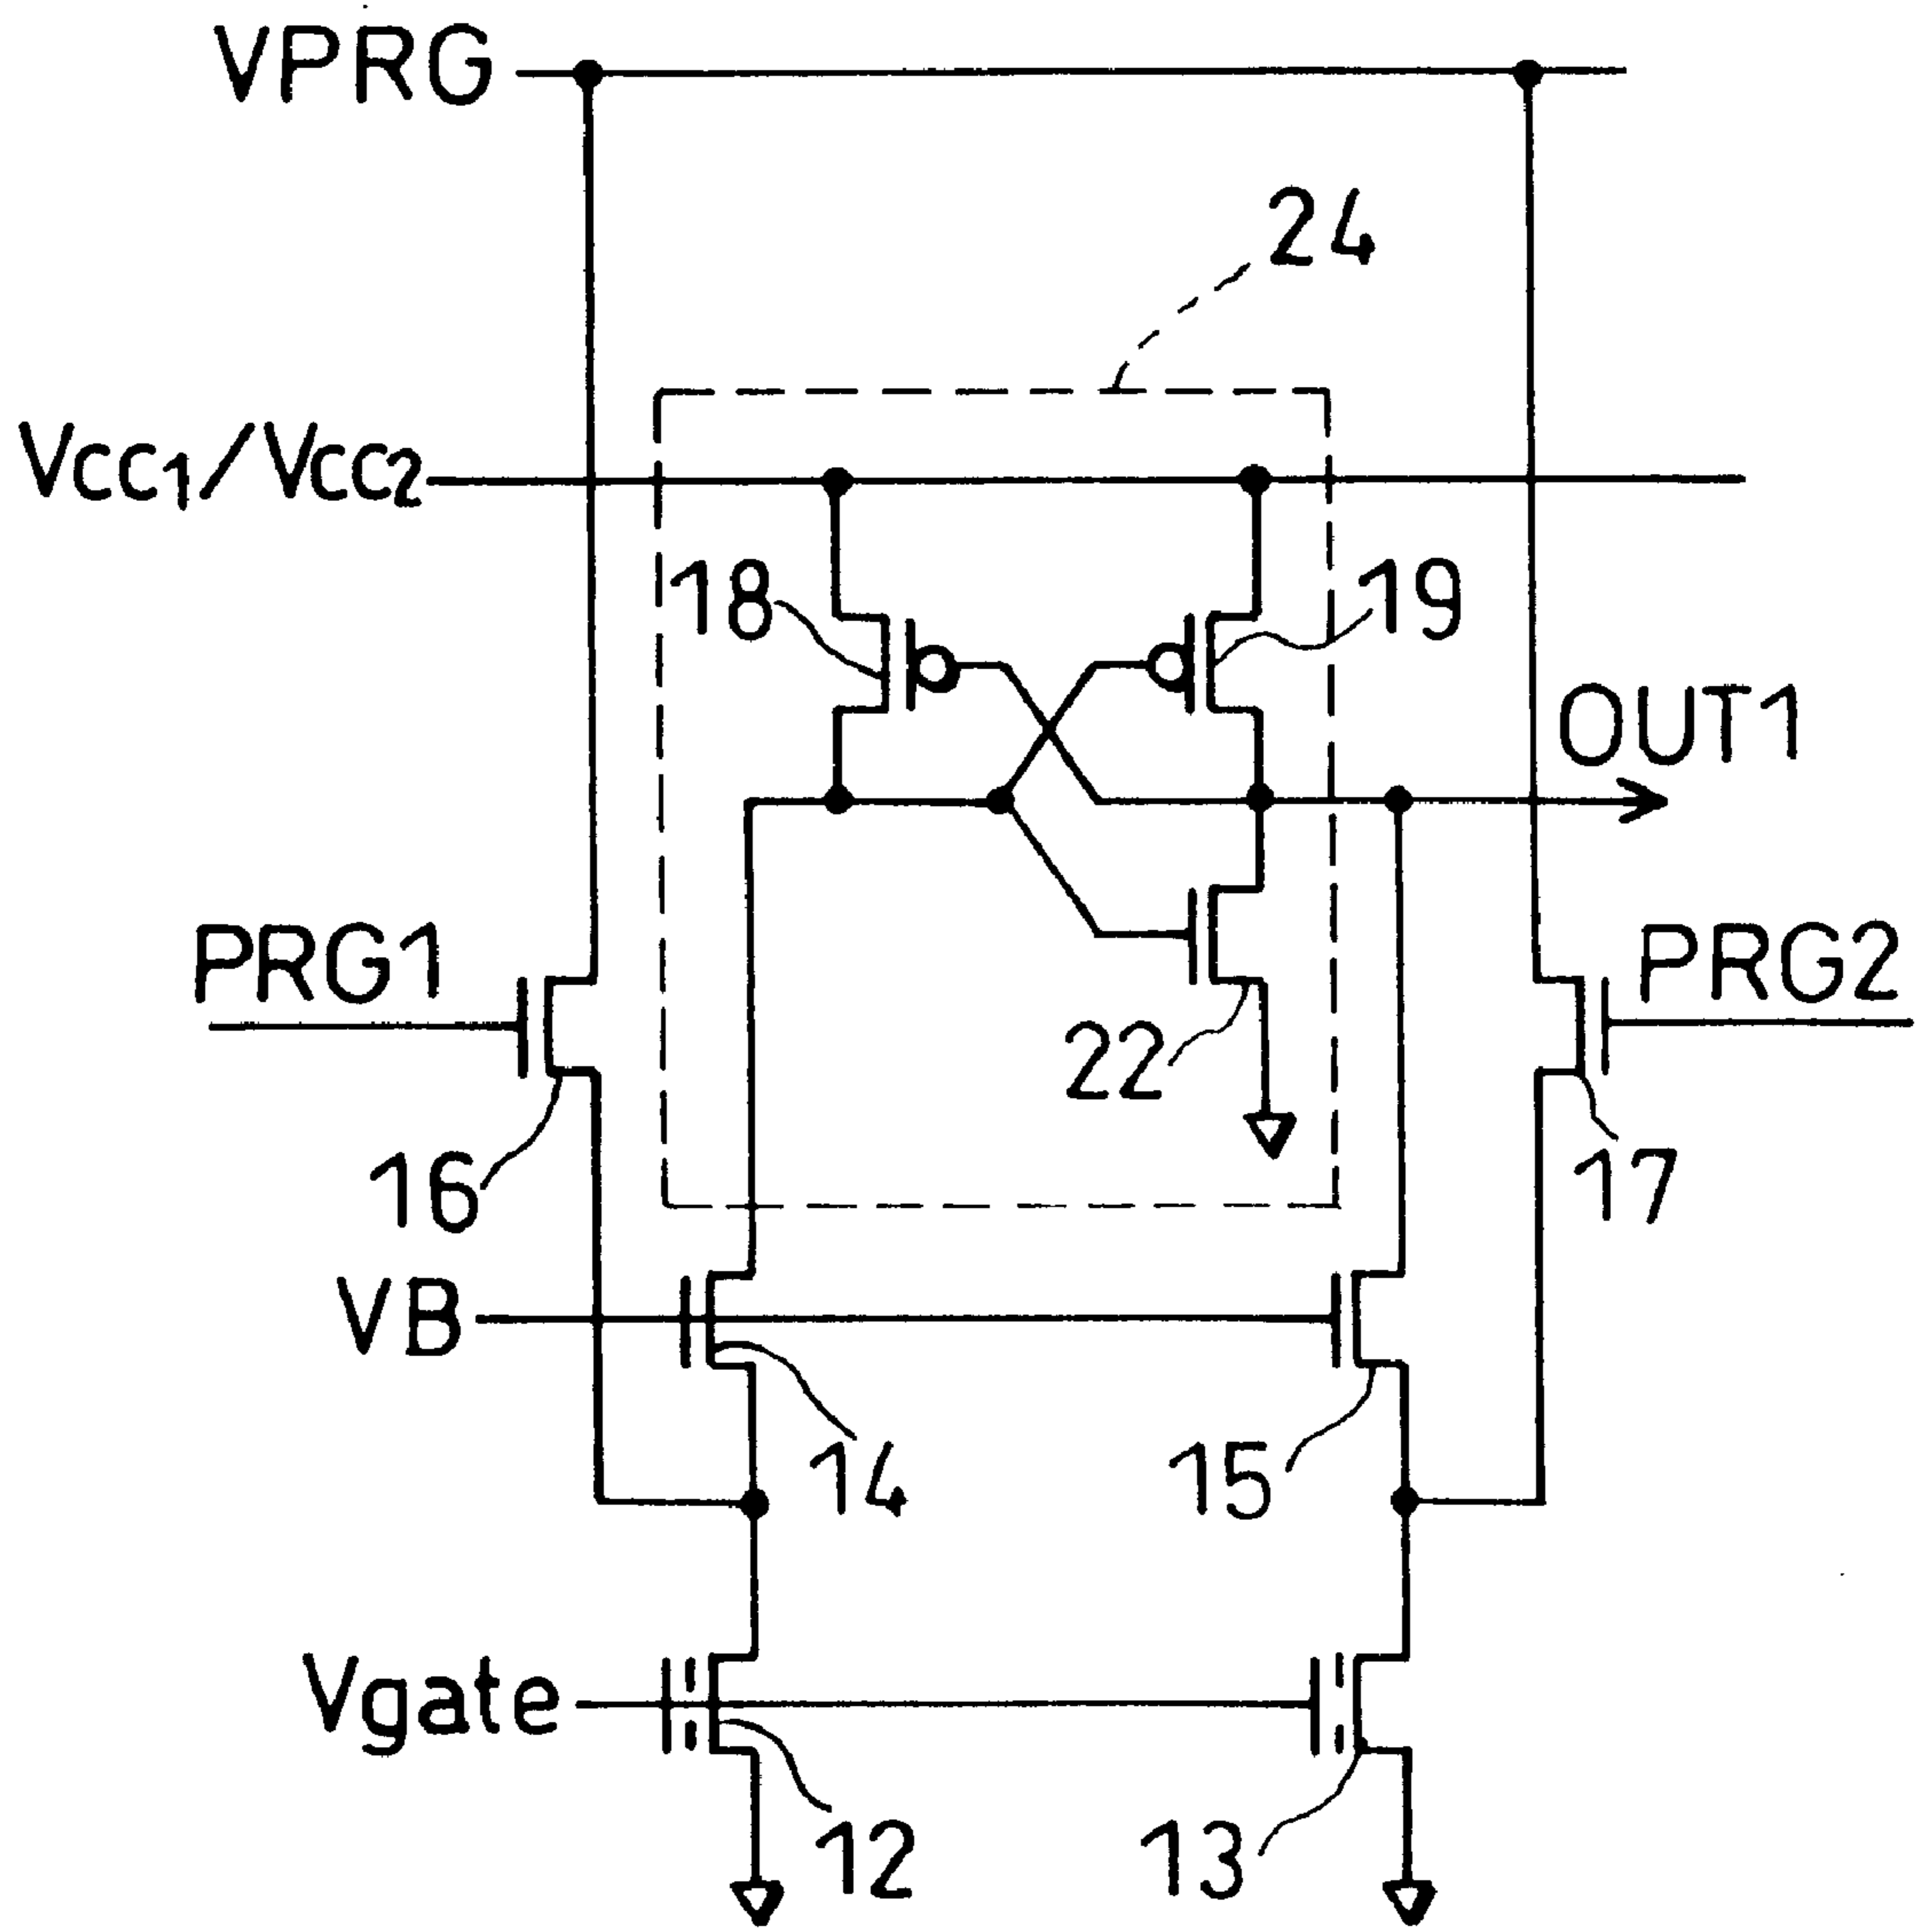 VPRG
24
Vcc1/Vcc2
18
19
OUT1
PRG1
PRG2
22
16
17
VB
14
15
Vgate
12
13